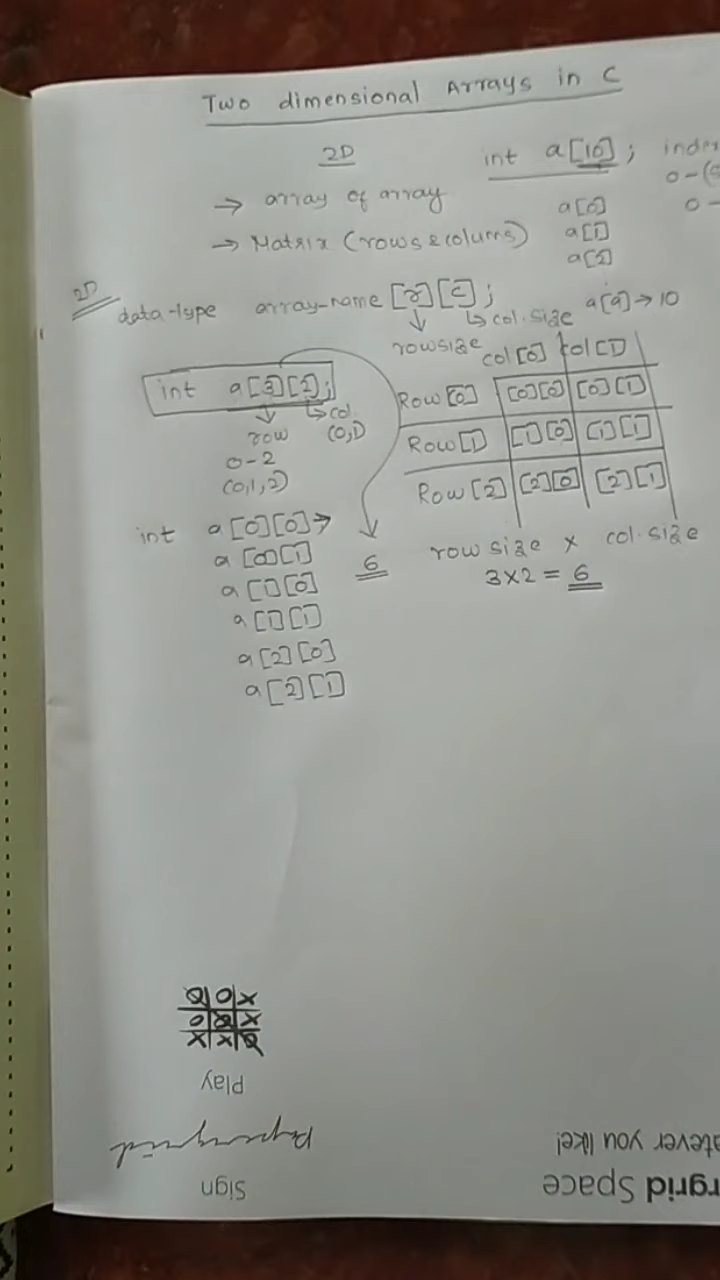 Two dimensional Arrays in C
2D
int a[10];
→ array of array
0-(s
a[0]
0-
→ Matrix (rows & colums)
a[1]
a[2]
2D
data-type array-name [r][c];
a[9] → 10
rowsize
col.size
col[0] col[1]
int a[3][2];
Row[0] [0][0] [0][1]
row
col
0-2
(0,1)
(0,1,2)
Row[1] [1][0] [1][1]
Row[2] [2][0] [2][1]
int a[0][0] →
a[0][1]
a[1][0]
a[1][1]
a[2][0]
a[2][1]
6
row size x col.size
3x2 = 6
Play
Papergrid
Sign
atever you like!
rgrid Space